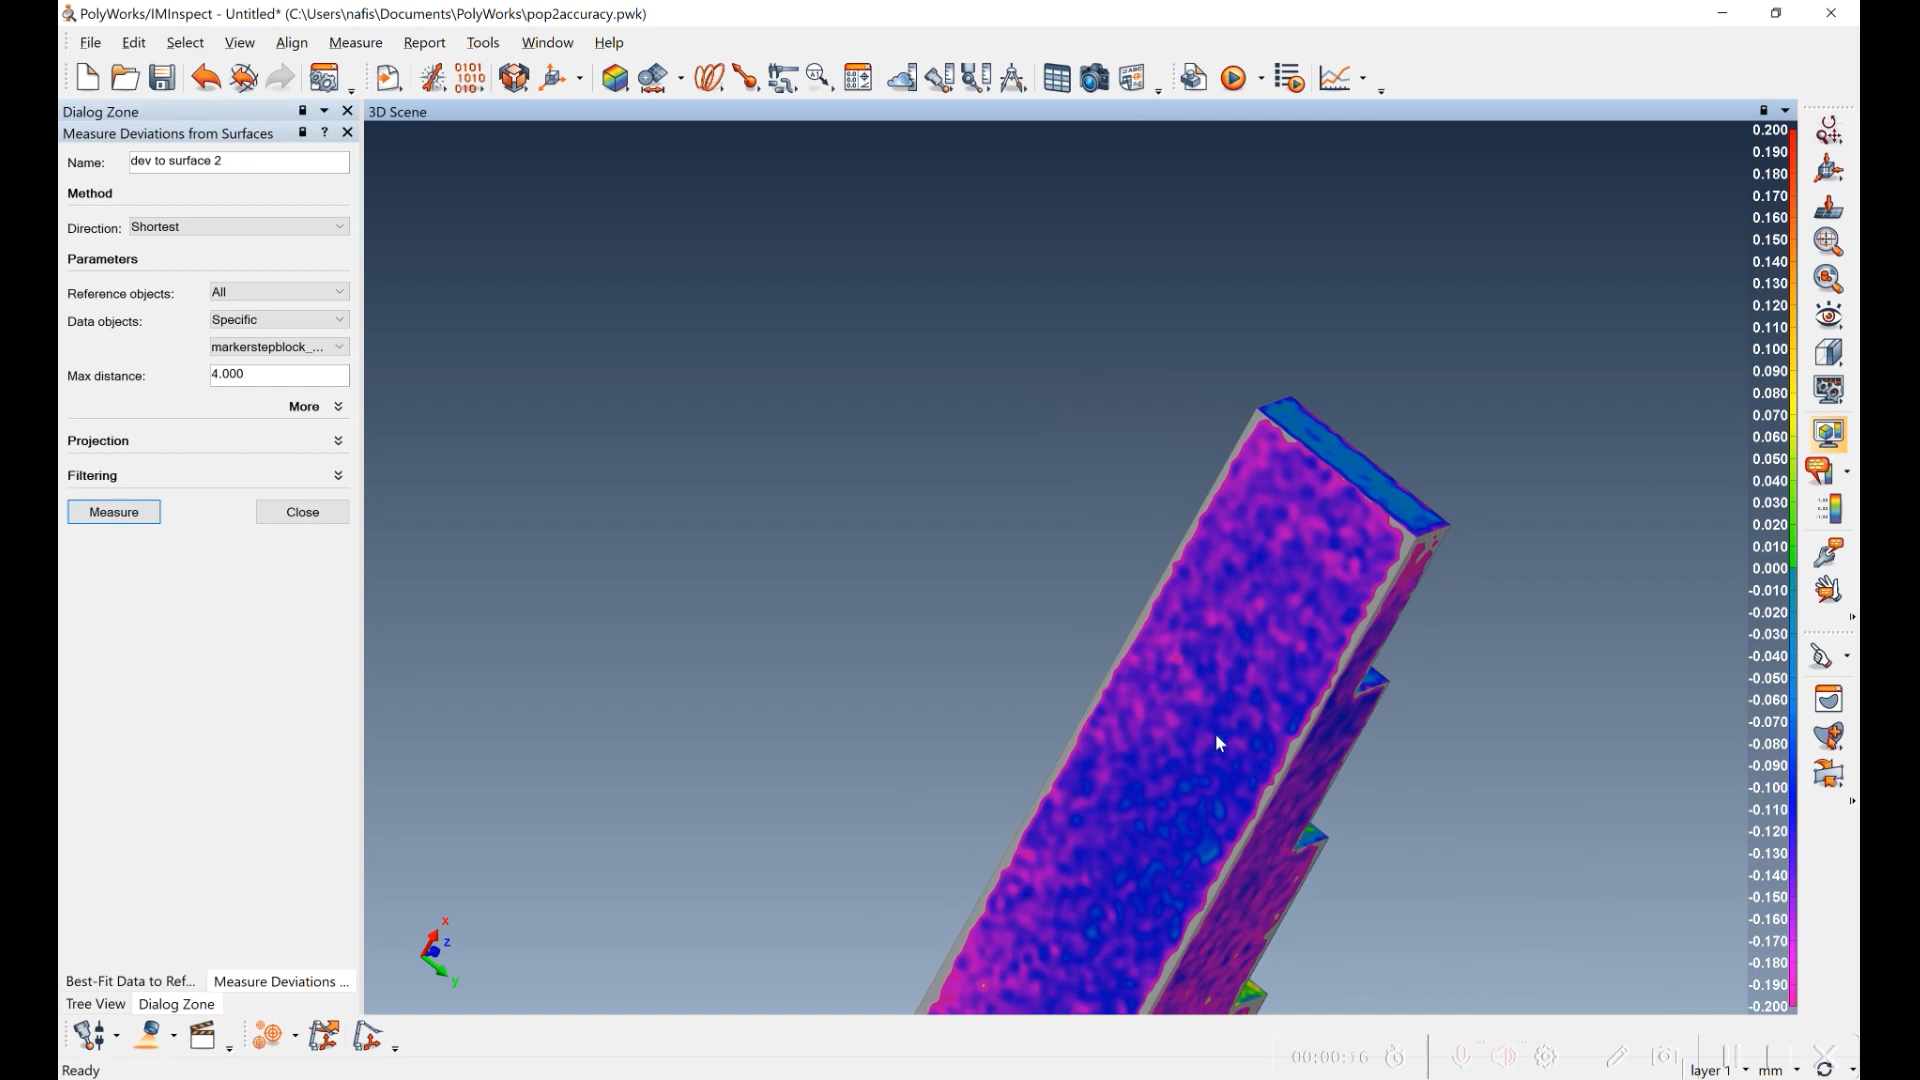 PolyWorks/IMInspect - Untitled* (C:\Users\nafis\Documents\PolyWorks\pop2accuracy.pwk)
File Edit Select View Align Measure Report Tools Window Help
0101
1010
Dialog Zone
3D Scene
Measure Deviations from Surfaces
Name: dev to surface 2
Method
Direction: Shortest
Parameters
Reference objects: All
Data objects: Specific
markerstepblock_...
Max distance: 4.000
More
Projection
Filtering
Measure Close
0.200
0.190
0.180
0.170
0.160
0.150
0.140
0.130
0.120
0.110
0.100
0.090
0.080
0.070
0.060
0.050
0.040
0.030
0.020
0.010
0.000
-0.010
-0.020
-0.030
-0.040
-0.050
-0.060
-0.070
-0.080
-0.090
-0.100
-0.110
-0.120
-0.130
-0.140
-0.150
-0.160
-0.170
-0.180
-0.190
-0.200
x
z
y
Best-Fit Data to Ref... Measure Deviations ...
Tree View Dialog Zone
00:00:16
Ready
layer 1 mm